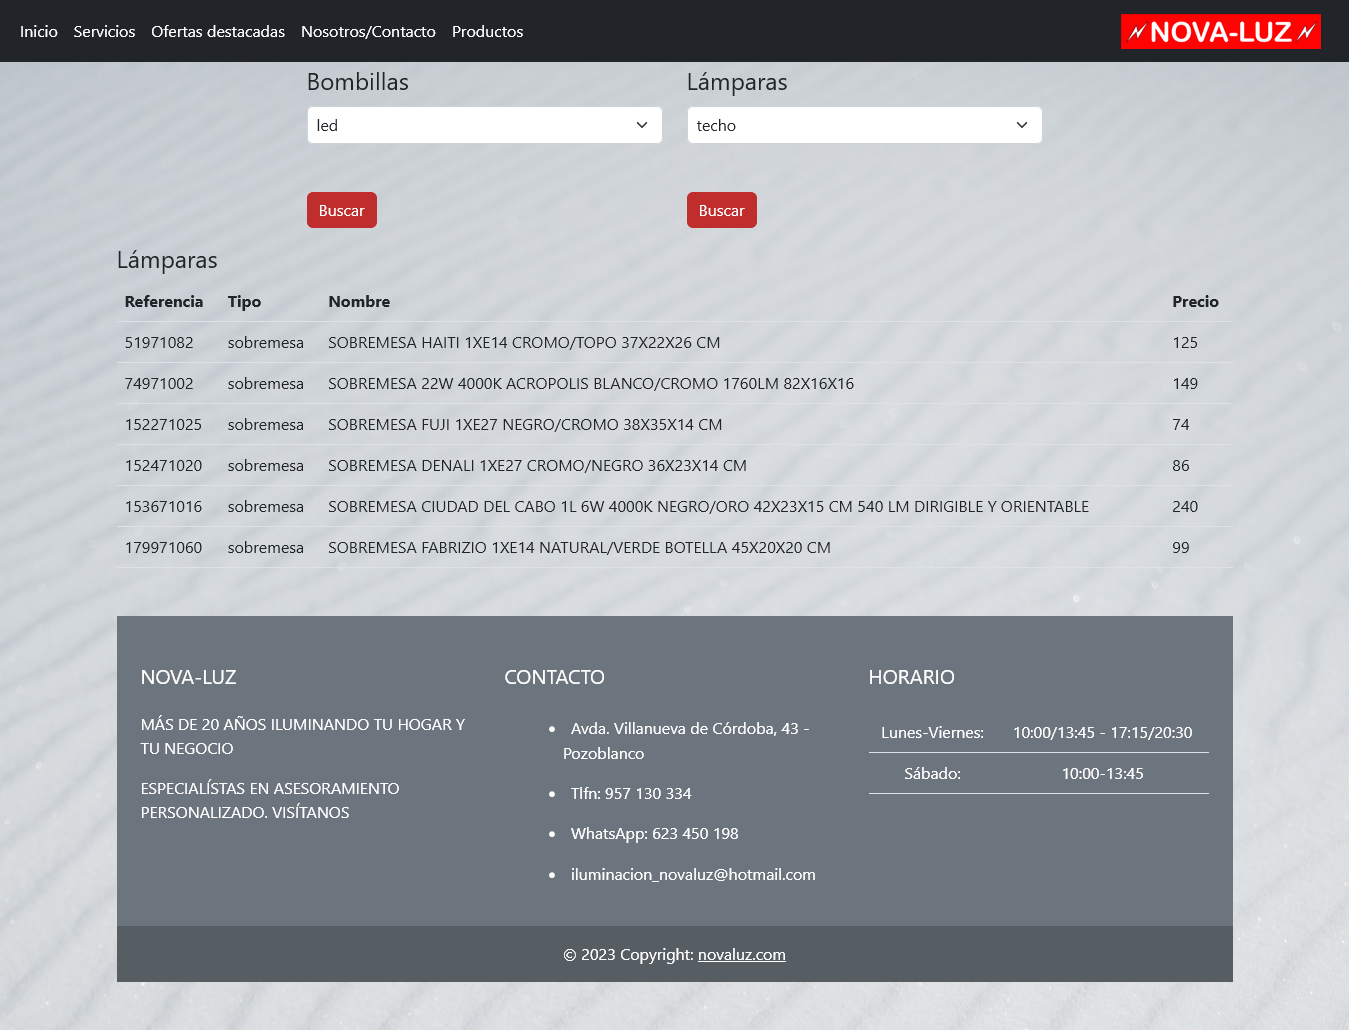 Inicio Servicios Ofertas destacadas Nosotros/Contacto Productos NOVA-LUZ
Bombillas Lámparas
led techo
Buscar Buscar
Lámparas
Referencia Tipo Nombre Precio
51971082 sobremesa SOBREMESA HAITI 1XE14 CROMO/TOPO 37X22X26 CM 125
74971002 sobremesa SOBREMESA 22W 4000K ACROPOLIS BLANCO/CROMO 1760LM 82X16X16 149
152271025 sobremesa SOBREMESA FUJI 1XE27 NEGRO/CROMO 38X35X14 CM 74
152471020 sobremesa SOBREMESA DENALI 1XE27 CROMO/NEGRO 36X23X14 CM 86
153671016 sobremesa SOBREMESA CIUDAD DEL CABO 1L 6W 4000K NEGRO/ORO 42X23X15 CM 540 LM DIRIGIBLE Y ORIENTABLE 240
179971060 sobremesa SOBREMESA FABRIZIO 1XE14 NATURAL/VERDE BOTELLA 45X20X20 CM 99
NOVA-LUZ
MÁS DE 20 AÑOS ILUMINANDO TU HOGAR Y
TU NEGOCIO
ESPECIALÍSTAS EN ASESORAMIENTO
PERSONALIZADO. VISÍTANOS
CONTACTO
• Avda. Villanueva de Córdoba, 43 -
Pozoblanco
• Tlfn: 957 130 334
• WhatsApp: 623 450 198
• iluminacion_novaluz@hotmail.com
HORARIO
Lunes-Viernes: 10:00/13:45 - 17:15/20:30
Sábado: 10:00-13:45
© 2023 Copyright: novaluz.com